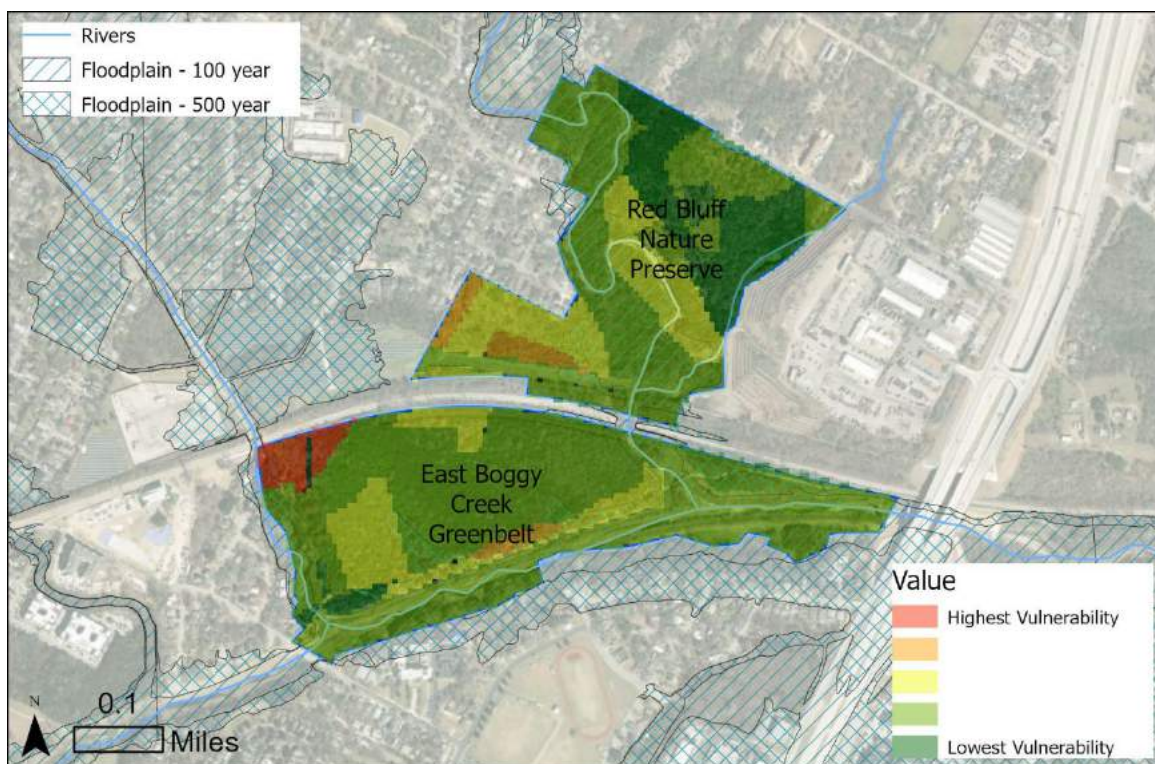 Rivers
Floodplain - 100 year
Floodplain - 500 year
Red Bluff
Nature
Preserve
East Boggy
Creek
Greenbelt
Value
Highest Vulnerability
Lowest Vulnerability
N
0.1
Miles